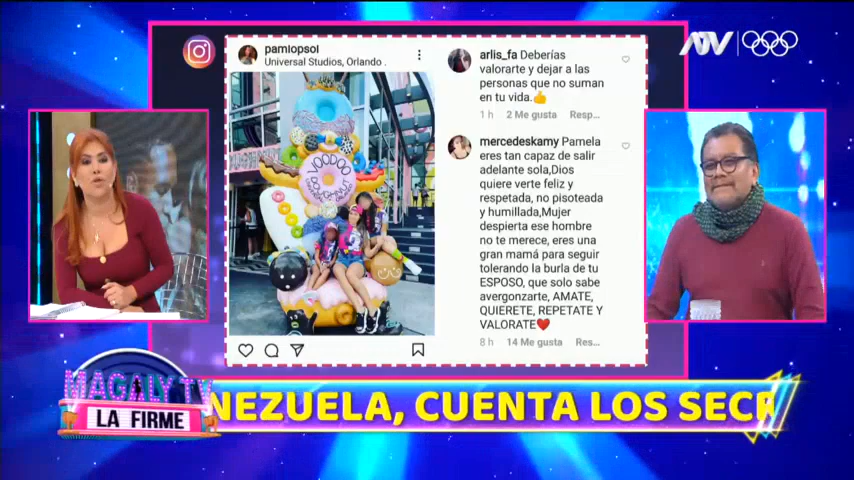 pamiopsol
Universal Studios, Orlando .
VOODOO
DOUGHNUT
arlis_fa Deberías
valorarte y dejar a las
personas que no suman
en tu vida.👍
1 h 2 Me gusta Resp...
mercedeskamy Pamela
eres tan capaz de salir
adelante sola,Dios
quiere verte feliz y
respetada, no pisoteada
y humillada,Mujer
despierta ese hombre
no te merece, eres una
gran mamá para seguir
tolerando la burla de tu
ESPOSO, que solo sabe
avergonzarte, AMATE,
QUIERETE, REPETATE Y
VALORATE❤️
8 h 14 Me gusta Res...
ATV
MAGALY TV
LA FIRME
NEZUELA, CUENTA LOS SECR